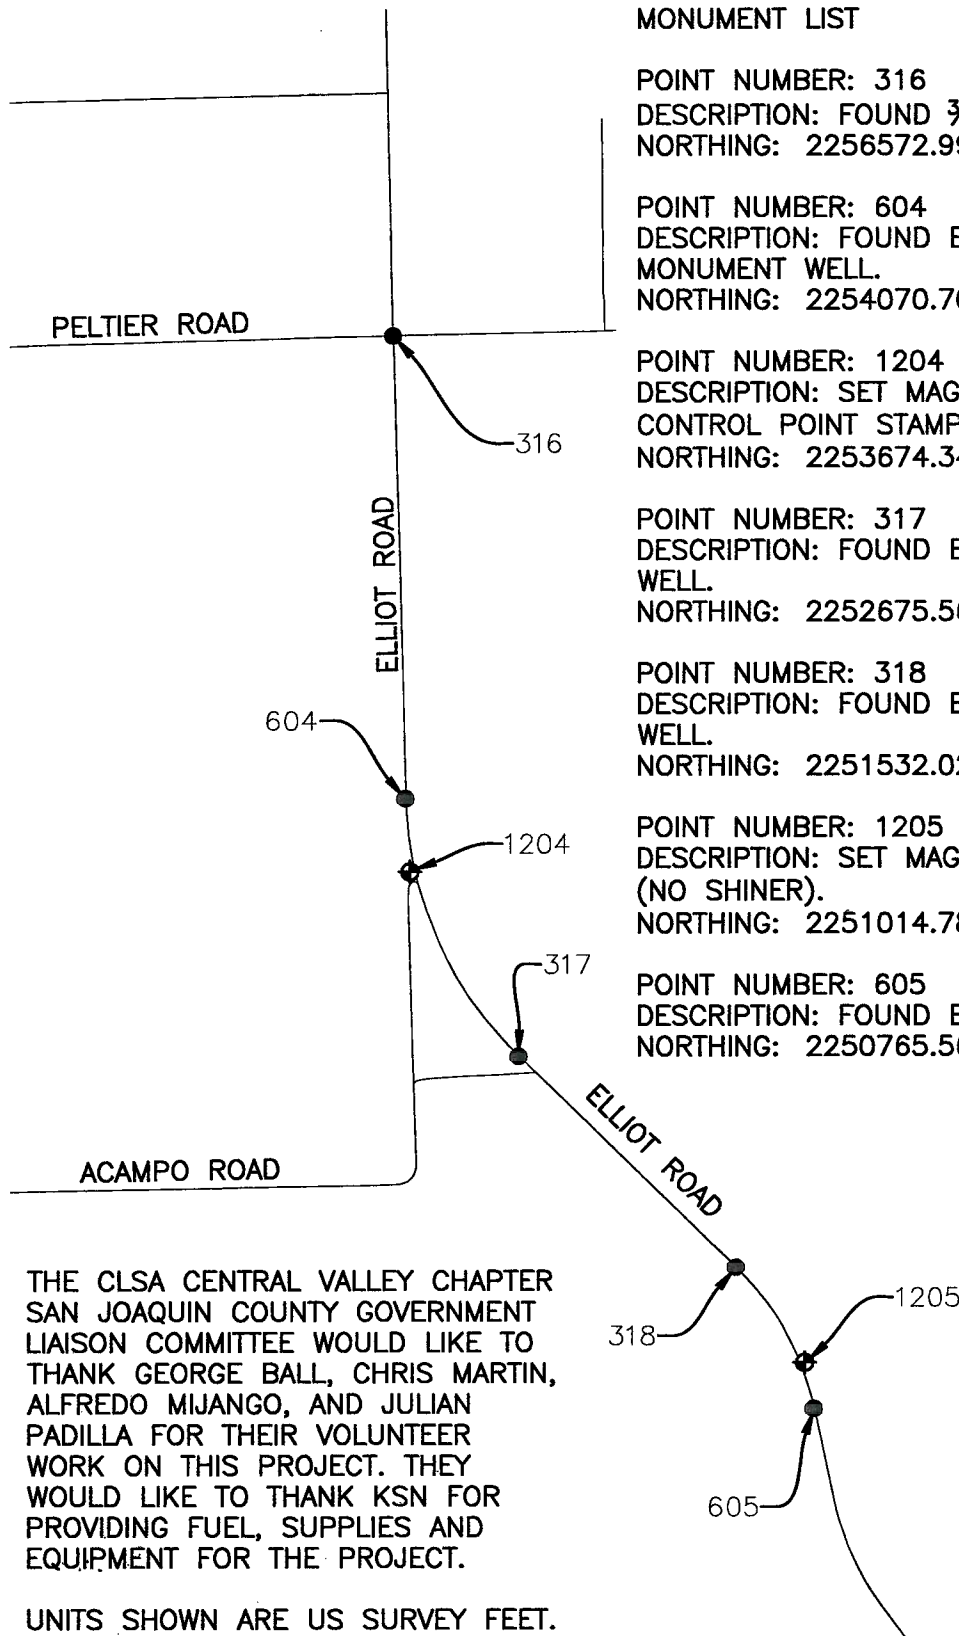 MONUMENT LIST
POINT NUMBER: 316
DESCRIPTION: FOUND
NORTHING: 2256572.9
POINT NUMBER: 604
DESCRIPTION: FOUND
MONUMENT WELL.
NORTHING: 2254070.7
POINT NUMBER: 1204
DESCRIPTION: SET MAG
CONTROL POINT STAMP
NORTHING: 2253674.3
POINT NUMBER: 317
DESCRIPTION: FOUND
WELL.
NORTHING: 2252675.5
POINT NUMBER: 318
DESCRIPTION: FOUND
WELL.
NORTHING: 2251532.0
POINT NUMBER: 1205
DESCRIPTION: SET MAG
(NO SHINER).
NORTHING: 2251014.7
POINT NUMBER: 605
DESCRIPTION: FOUND
NORTHING: 2250765.5
PELTIER ROAD
316
ELLIOT ROAD
604
1204
317
ELLIOT ROAD
ACAMPO ROAD
318
1205
605
THE CLSA CENTRAL VALLEY CHAPTER
SAN JOAQUIN COUNTY GOVERNMENT
LIAISON COMMITTEE WOULD LIKE TO
THANK GEORGE BALL, CHRIS MARTIN,
ALFREDO MIJANGO, AND JULIAN
PADILLA FOR THEIR VOLUNTEER
WORK ON THIS PROJECT. THEY
WOULD LIKE TO THANK KSN FOR
PROVIDING FUEL, SUPPLIES AND
EQUIPMENT FOR THE PROJECT.
UNITS SHOWN ARE US SURVEY FEET.